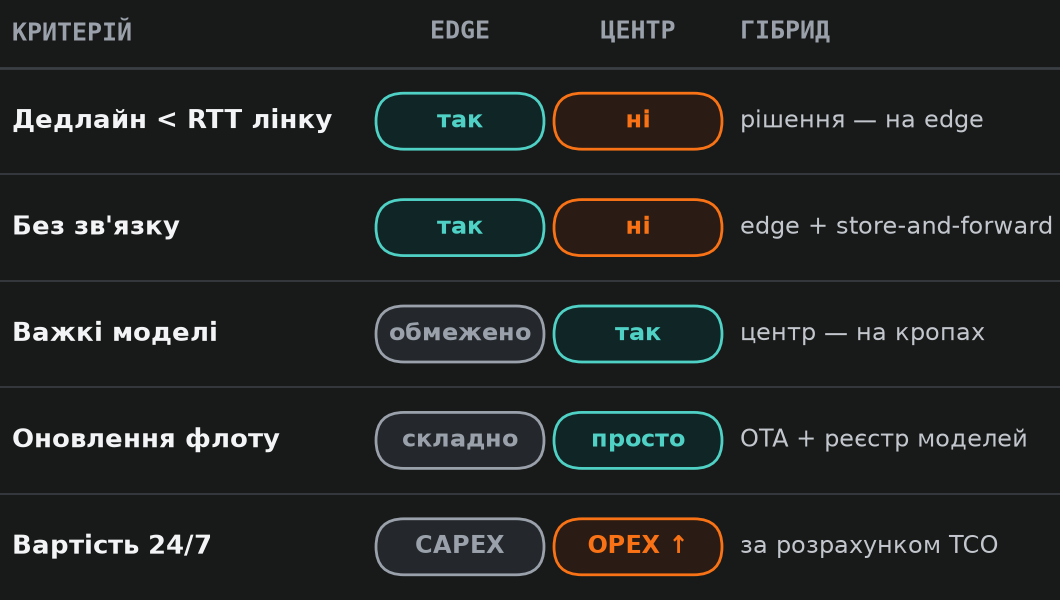 КРИТЕРІЙ EDGE ЦЕНТР ГІБРИД
Дедлайн < RTT лінку так ні рішення — на edge
Без зв'язку так ні edge + store-and-forward
Важкі моделі обмежено так центр — на кропах
Оновлення флоту складно просто OTA + реєстр моделей
Вартість 24/7 CAPEX OPEX ↑ за розрахунком TCO